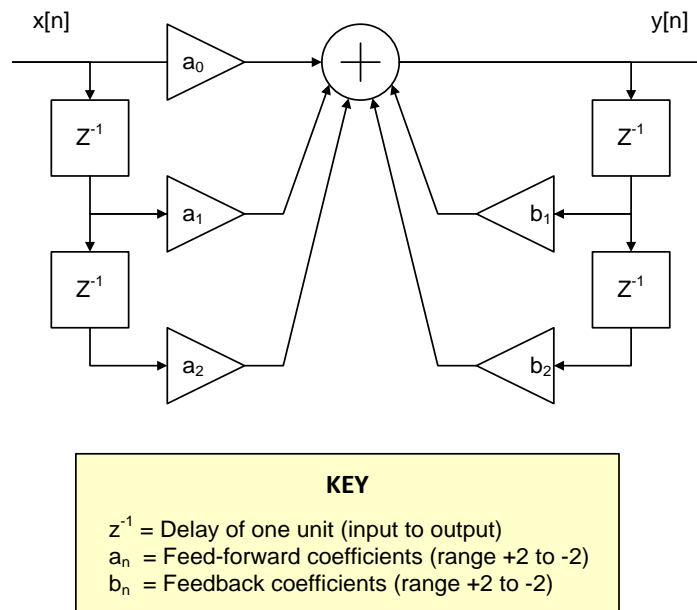 x[n] y[n]
a₀
Z⁻¹ Z⁻¹
a₁ b₁
Z⁻¹ Z⁻¹
a₂ b₂
KEY
z⁻¹ = Delay of one unit (input to output)
aₙ = Feed-forward coefficients (range +2 to -2)
bₙ = Feedback coefficients (range +2 to -2)